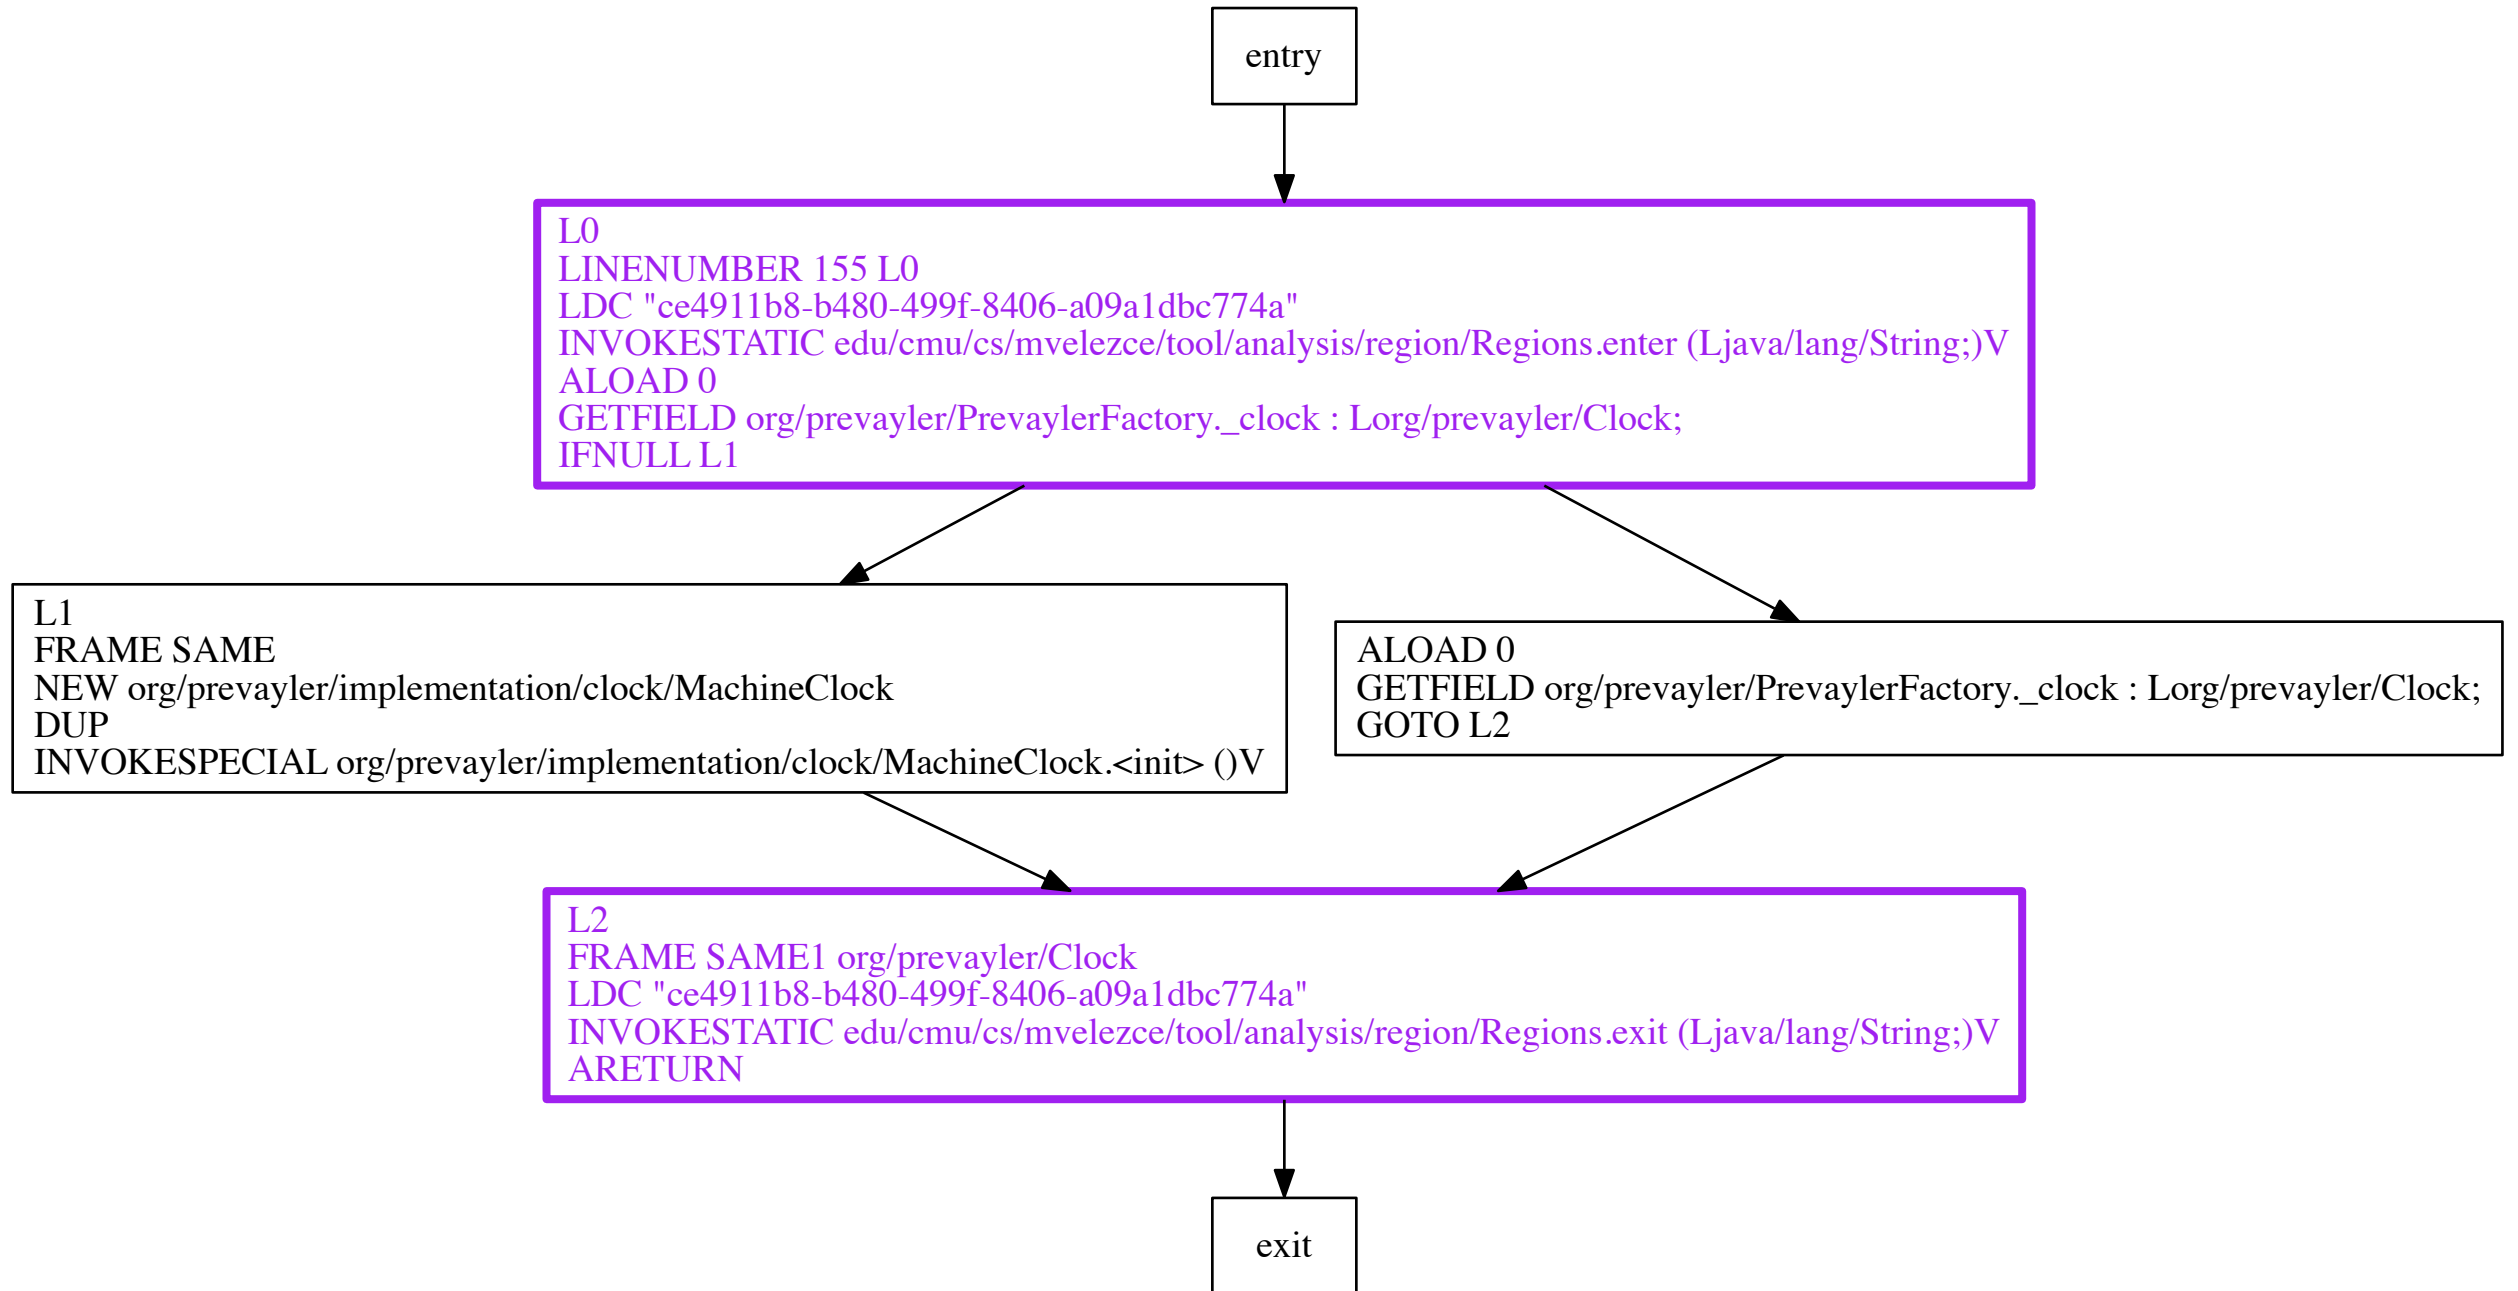 entry
L0
LINENUMBER 155 L0
LDC "ce4911b8-b480-499f-8406-a09a1dbc774a"
INVOKESTATIC edu/cmu/cs/mvelezce/tool/analysis/region/Regions.enter (Ljava/lang/String;)V
ALOAD 0
GETFIELD org/prevayler/PrevaylerFactory._clock : Lorg/prevayler/Clock;
IFNULL L1
L1
FRAME SAME
NEW org/prevayler/implementation/clock/MachineClock
DUP
INVOKESPECIAL org/prevayler/implementation/clock/MachineClock.<init> ()V
ALOAD 0
GETFIELD org/prevayler/PrevaylerFactory._clock : Lorg/prevayler/Clock;
GOTO L2
L2
FRAME SAME1 org/prevayler/Clock
LDC "ce4911b8-b480-499f-8406-a09a1dbc774a"
INVOKESTATIC edu/cmu/cs/mvelezce/tool/analysis/region/Regions.exit (Ljava/lang/String;)V
ARETURN
exit